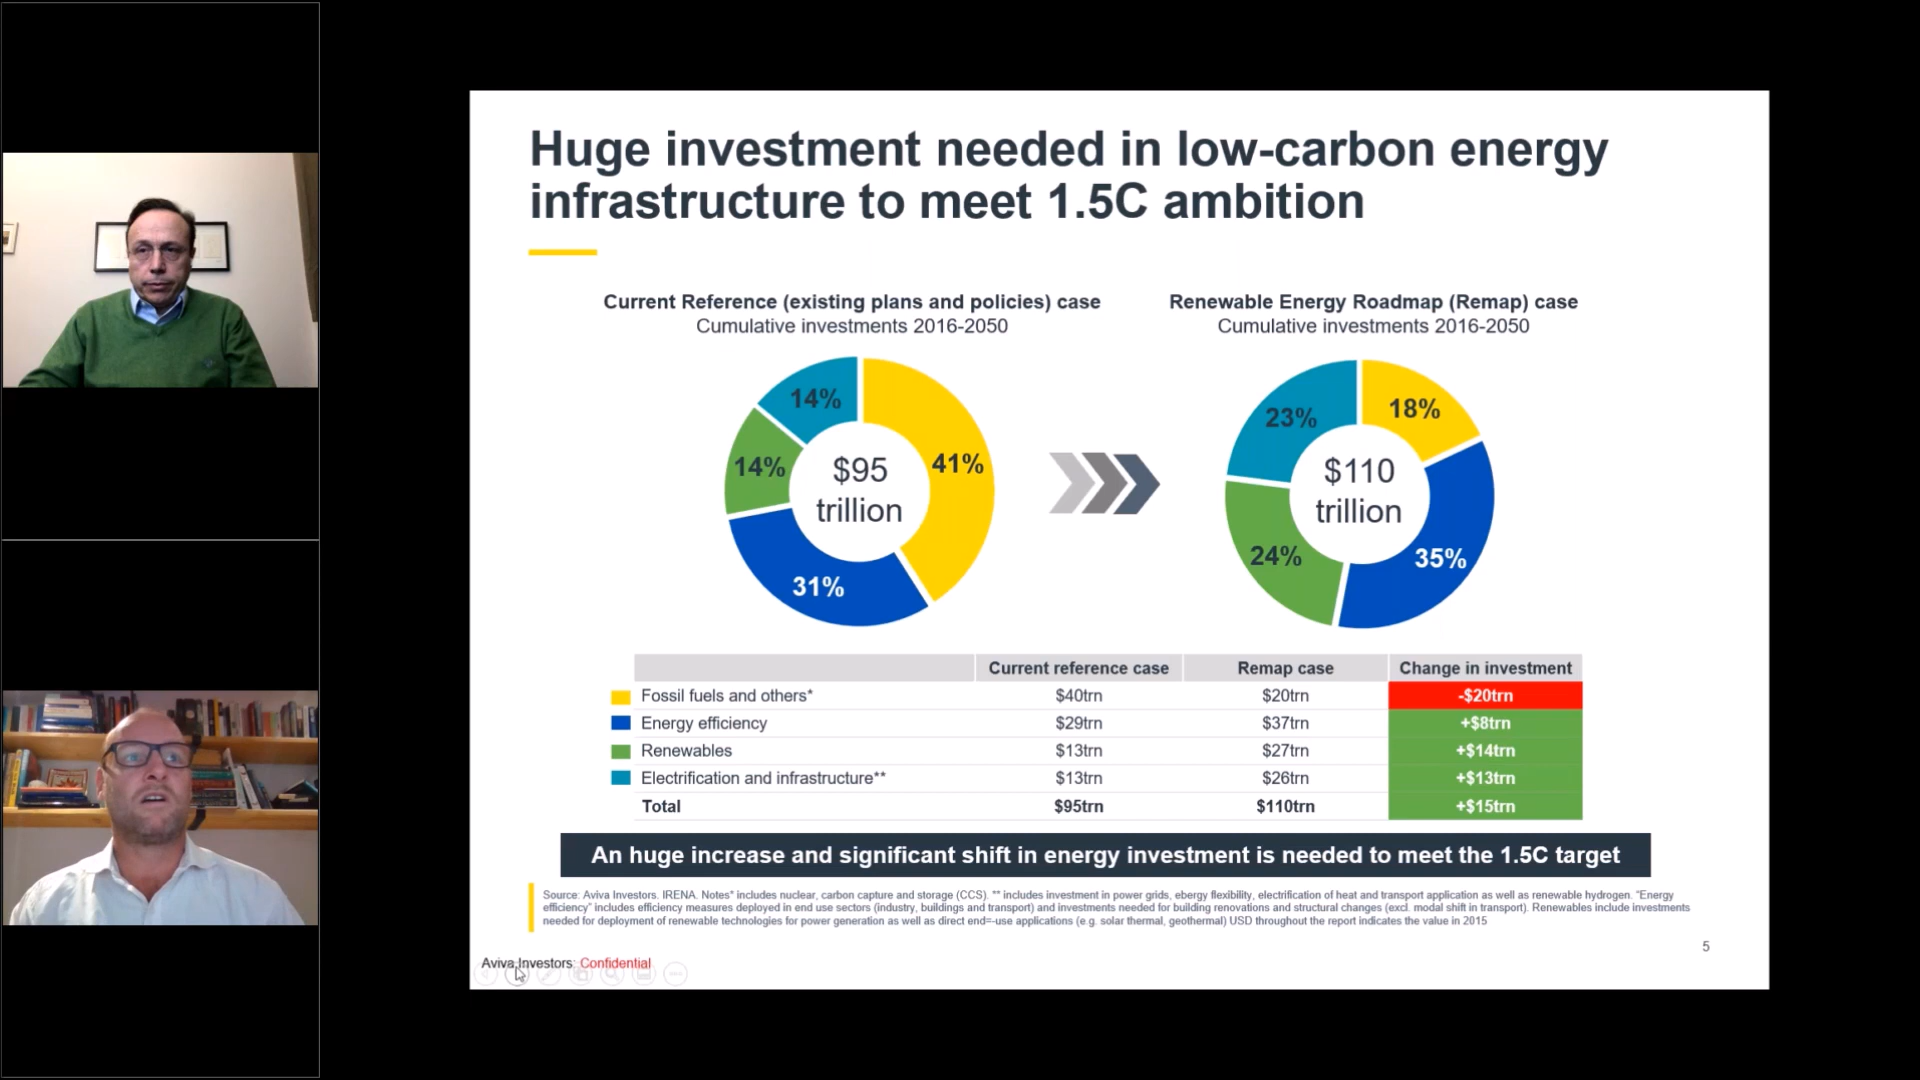 Huge investment needed in low-carbon energy
infrastructure to meet 1.5C ambition
Current Reference (existing plans and policies) case
Cumulative investments 2016-2050
Renewable Energy Roadmap (Remap) case
Cumulative investments 2016-2050
14%
14%
41%
31%
$95
trillion
23%
18%
24%
35%
$110
trillion
Current reference case Remap case Change in investment
Fossil fuels and others* $40trn $20trn -$20trn
Energy efficiency $29trn $37trn +$8trn
Renewables $13trn $27trn +$14trn
Electrification and infrastructure** $13trn $26trn +$13trn
Total $95trn $110trn +$15trn
An huge increase and significant shift in energy investment is needed to meet the 1.5C target
Source: Aviva Investors. IRENA. Notes* includes nuclear, carbon capture and storage (CCS). ** includes investment in power grids, ebergy flexibility, electrification of heat and transport application as well as renewable hydrogen. "Energy
efficiency" includes efficiency measures deployed in end use sectors (industry, buildings and transport) and investments needed for building renovations and structural changes (excl. modal shift in transport). Renewables include investments
needed for deployment of renewable technologies for power generation as well as direct end=-use applications (e.g. solar thermal, geothermal) USD throughout the report indicates the value in 2015
5
Aviva Investors: Confidential